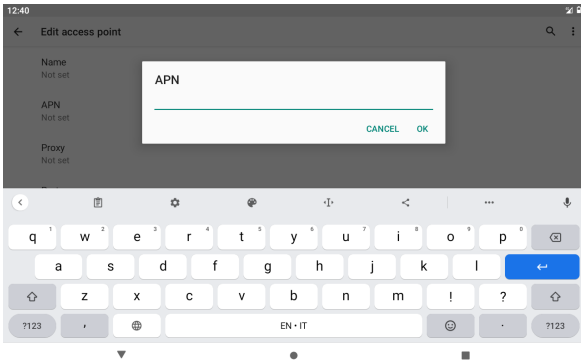 12:40
Edit access point
Name
Not set
APN
Not set
Proxy
Not set
APN
CANCEL OK
q 1 w 2 e 3 r 4 t 5 y 6 u 7 i 8 o 9 p 0
a s d f g h j k l
z x c v b n m ! ?
?123 , EN • IT . ?123